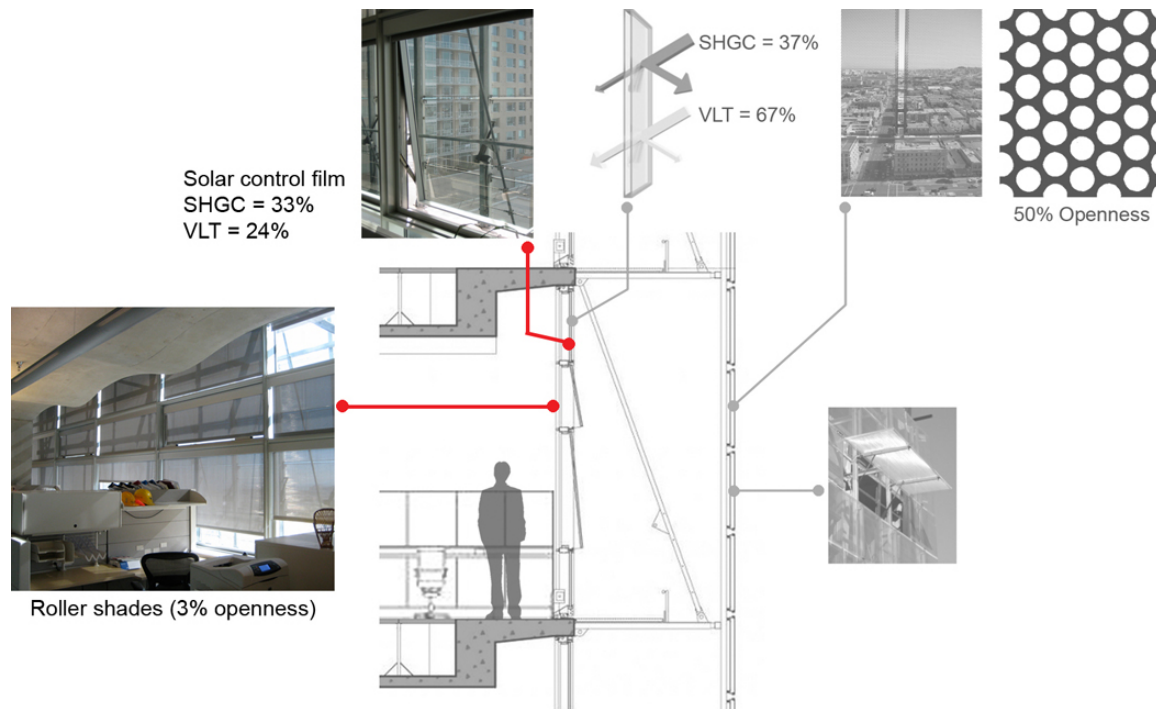 SHGC = 37%
VLT = 67%
Solar control film
SHGC = 33%
VLT = 24%
50% Openness
Roller shades (3% openness)